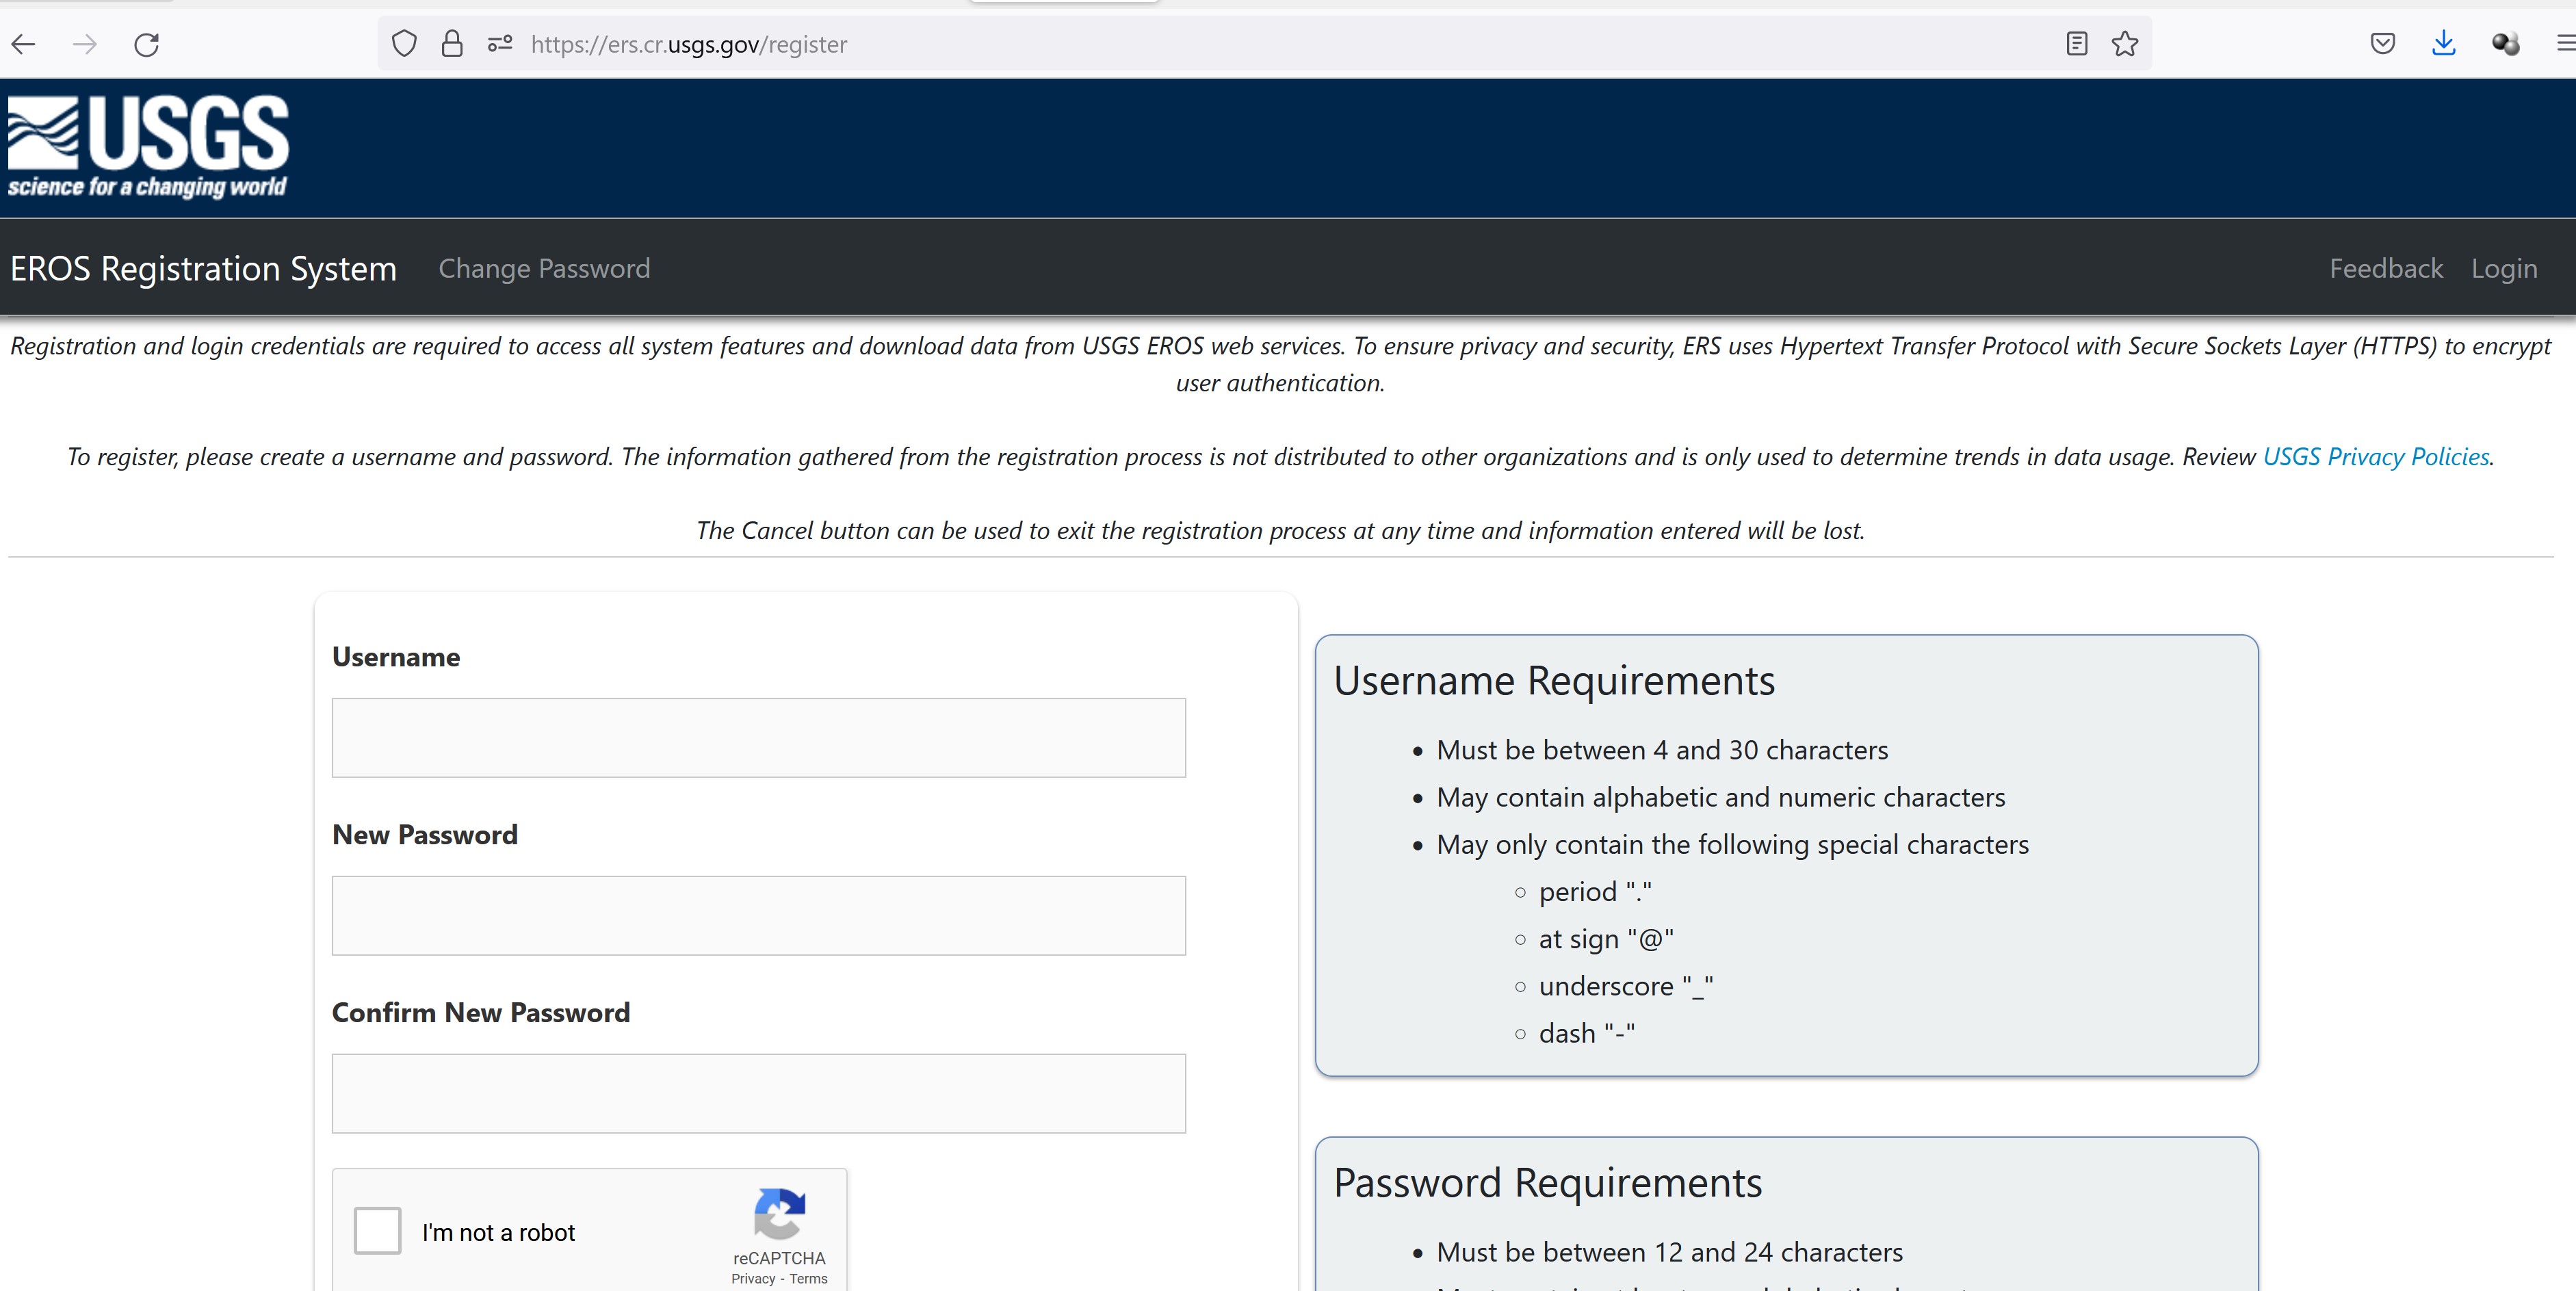 https://ers.cr.usgs.gov/register
USGS
science for a changing world
EROS Registration System
Change Password
Feedback
Login
Registration and login credentials are required to access all system features and download data from USGS EROS web services. To ensure privacy and security, ERS uses Hypertext Transfer Protocol with Secure Sockets Layer (HTTPS) to encrypt
user authentication.
To register, please create a username and password. The information gathered from the registration process is not distributed to other organizations and is only used to determine trends in data usage. Review USGS Privacy Policies.
The Cancel button can be used to exit the registration process at any time and information entered will be lost.
Username
New Password
Confirm New Password
I'm not a robot
reCAPTCHA
Privacy - Terms
Username Requirements
• Must be between 4 and 30 characters
• May contain alphabetic and numeric characters
• May only contain the following special characters
○ period "."
○ at sign "@"
○ underscore "_"
○ dash "-"
Password Requirements
• Must be between 12 and 24 characters